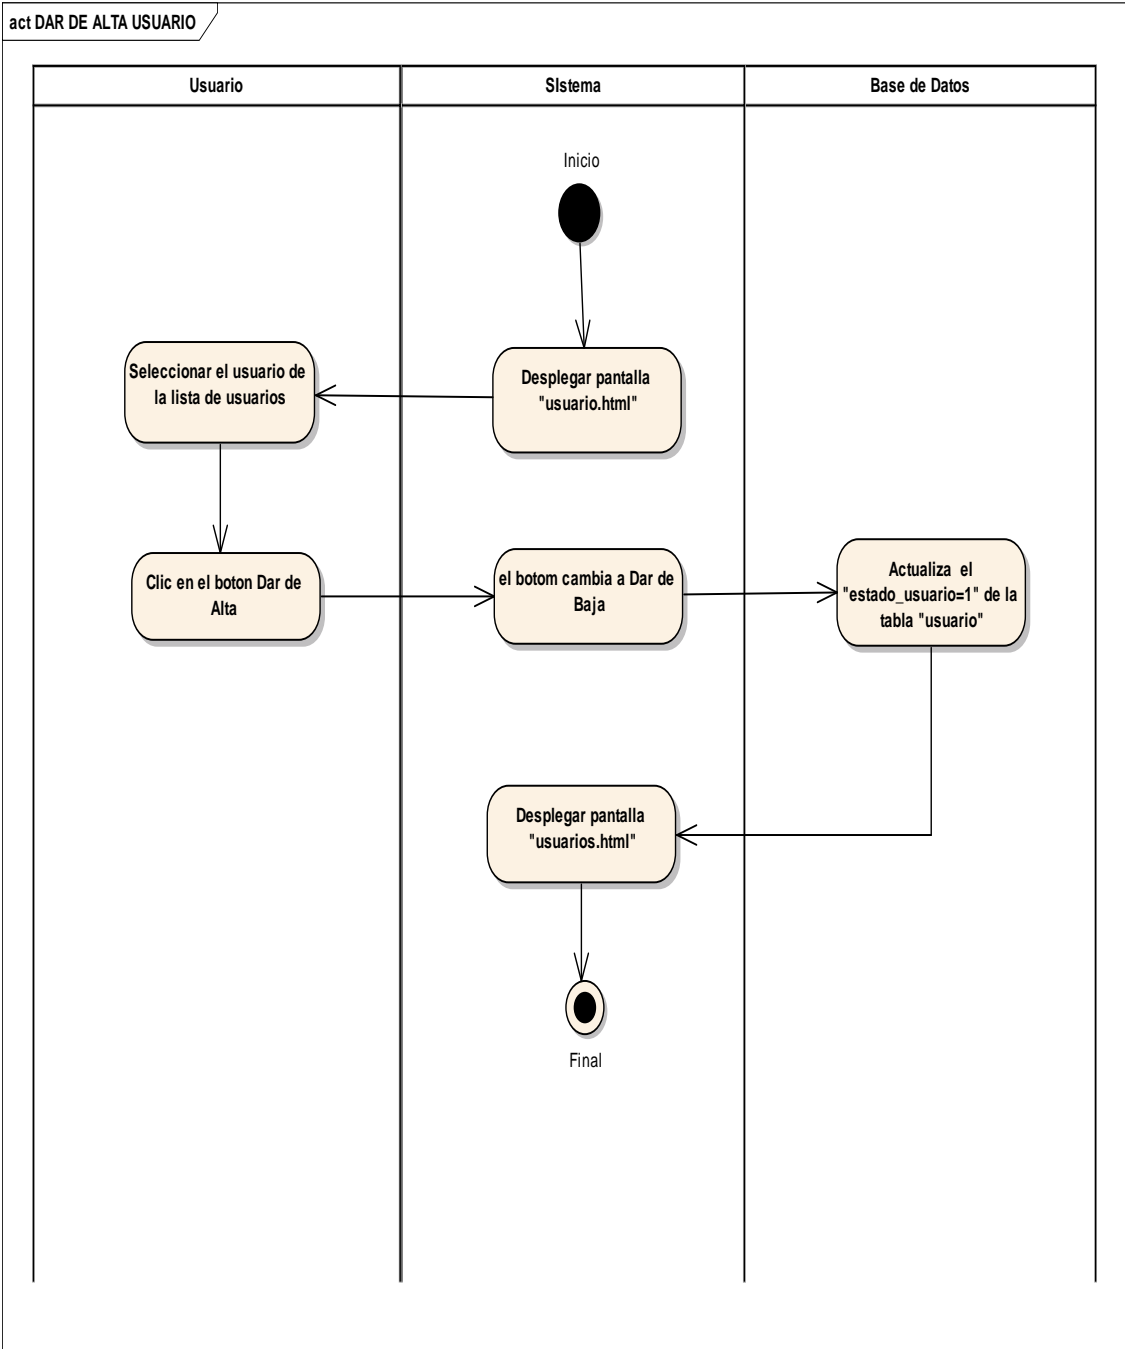 act DAR DE ALTA USUARIO
Usuario
SIstema
Base de Datos
Inicio
Desplegar pantalla
"usuario.html"
Seleccionar el usuario de
la lista de usuarios
Clic en el boton Dar de
Alta
el botom cambia a Dar de
Baja
Actualiza el
"estado_usuario=1" de la
tabla "usuario"
Desplegar pantalla
"usuarios.html"
Final